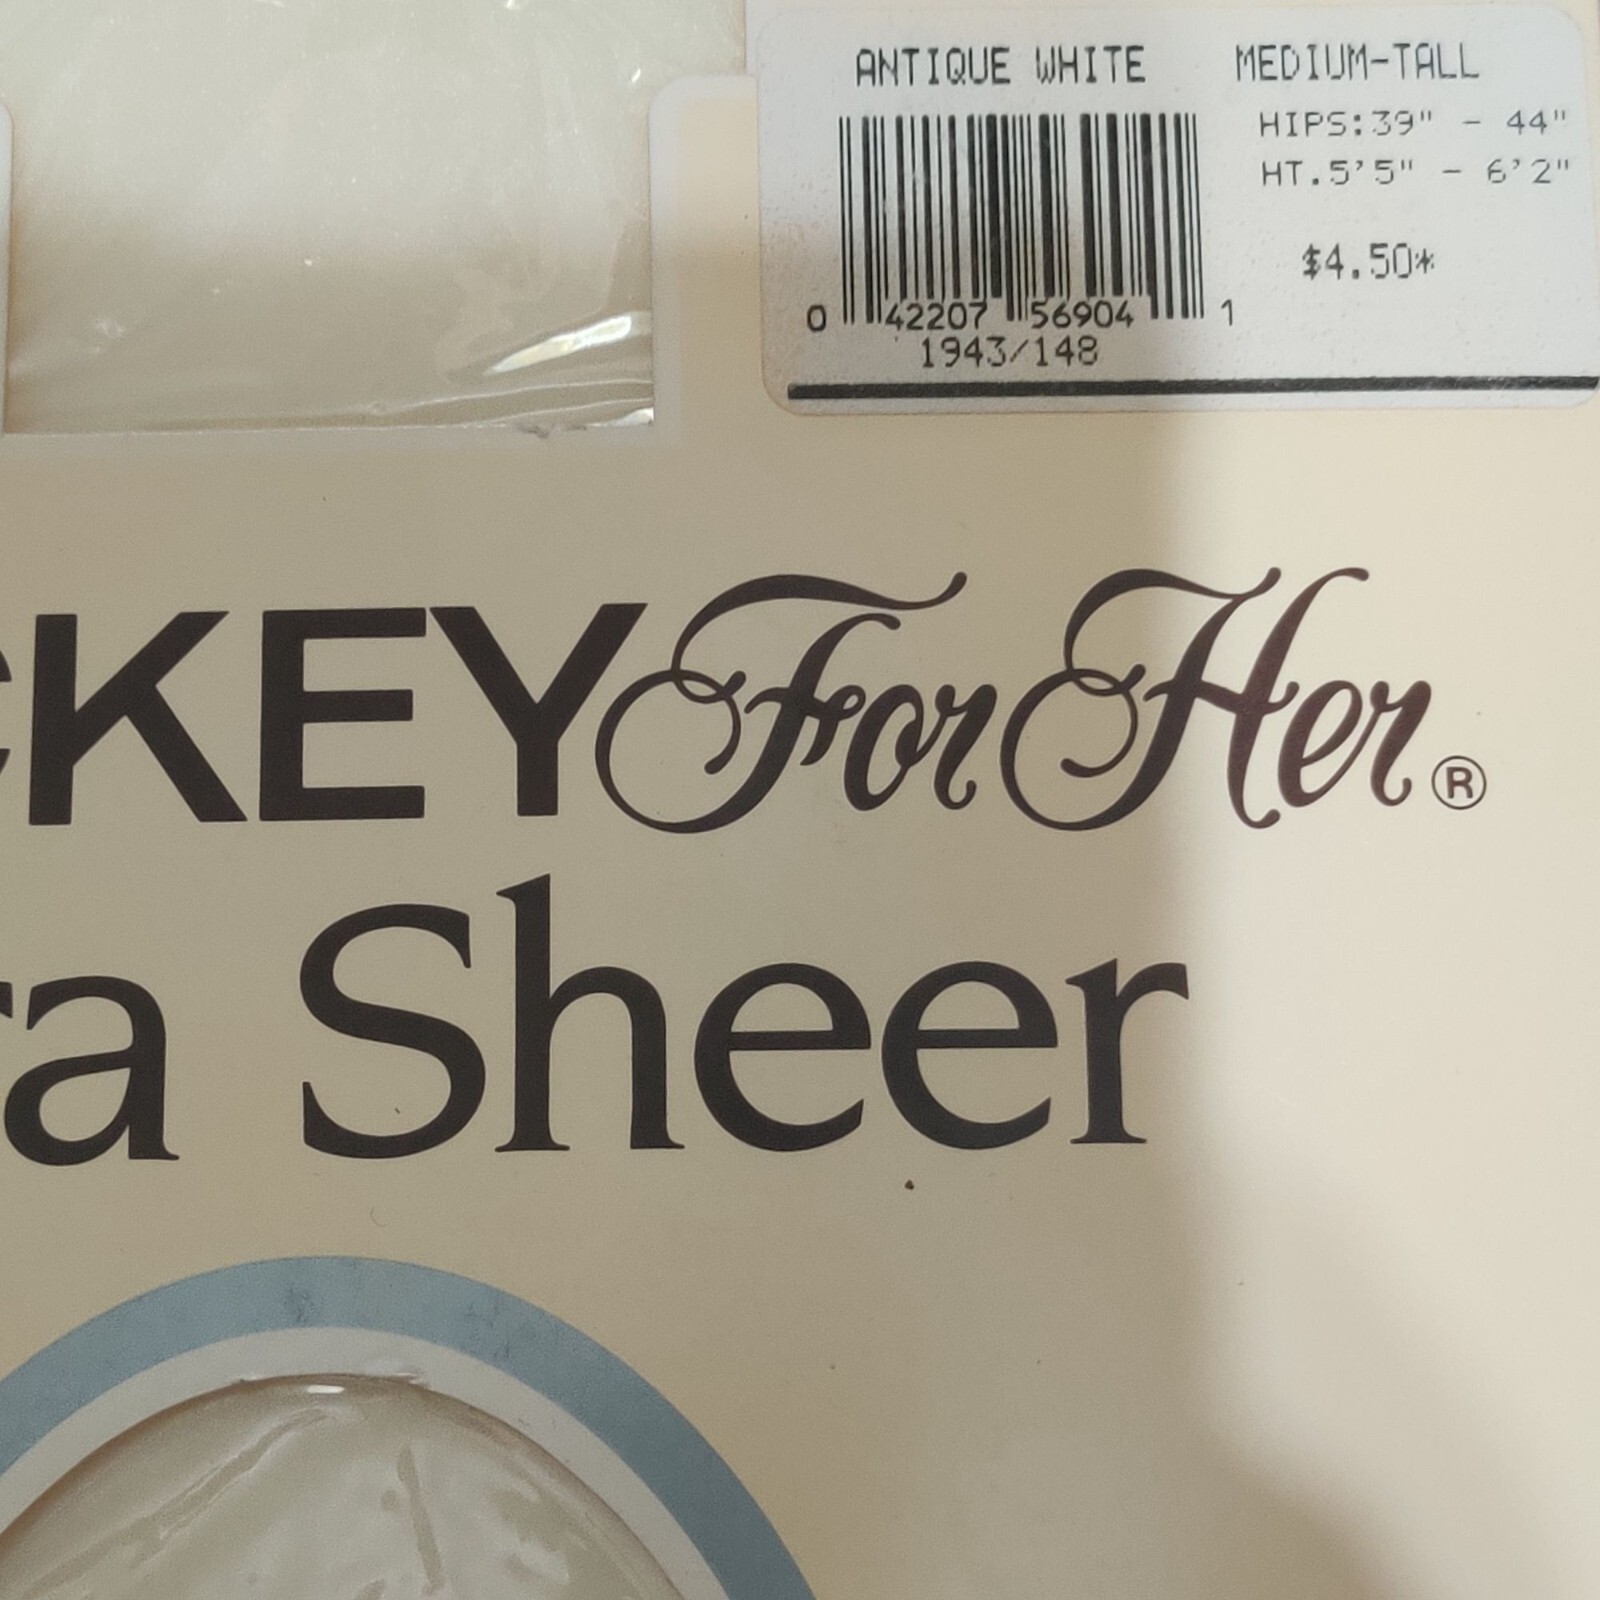 ANTIQUE WHITE MEDIUM-TALL
HIPS:39" - 44"
HT.5'5" - 6'2"
$4.50*
0 42207 56904 1
1943/148
CKEY For Her®
ra Sheer